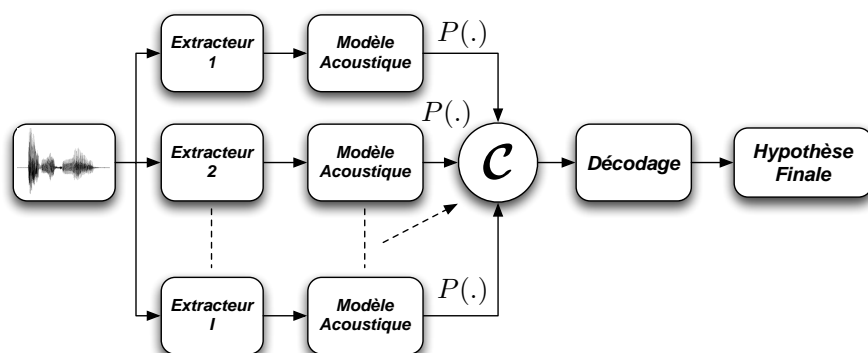 Extracteur
1
Modèle
Acoustique
P(.)
Extracteur
2
Modèle
Acoustique
P(.)
C
Décodage
Hypothèse
Finale
Extracteur
I
Modèle
Acoustique
P(.)